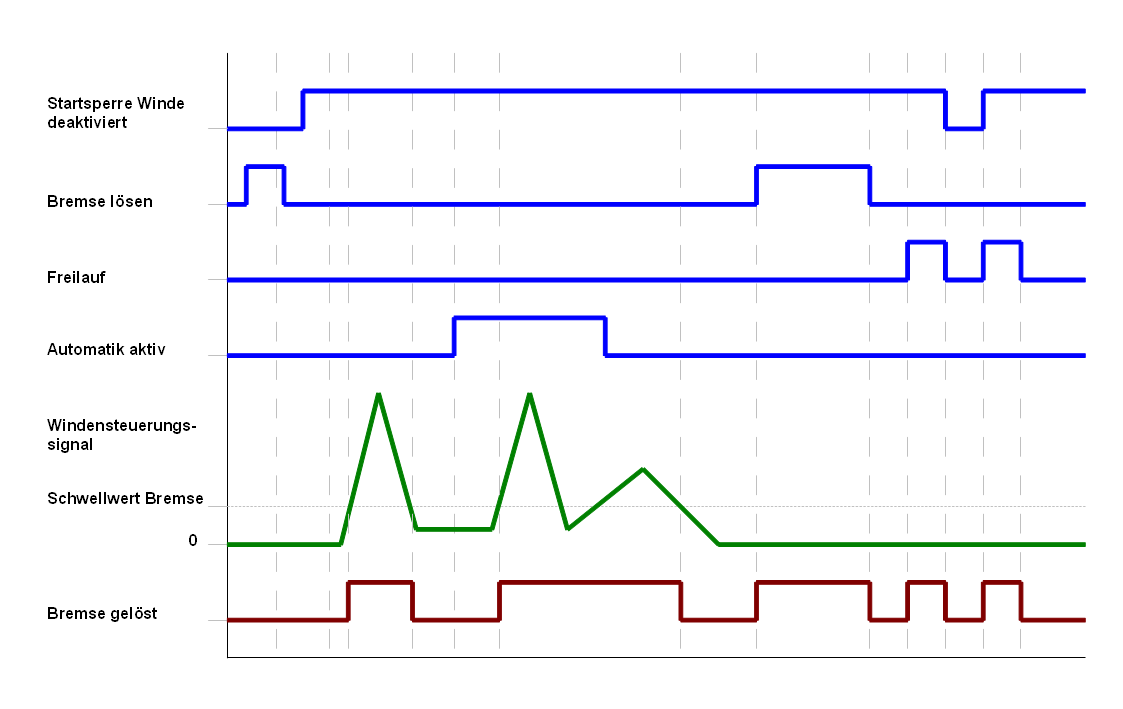 Startsperre Winde
deaktiviert
Bremse lösen
Freilauf
Automatik aktiv
Windensteuerungs-
signal
Schwellwert Bremse
0
Bremse gelöst